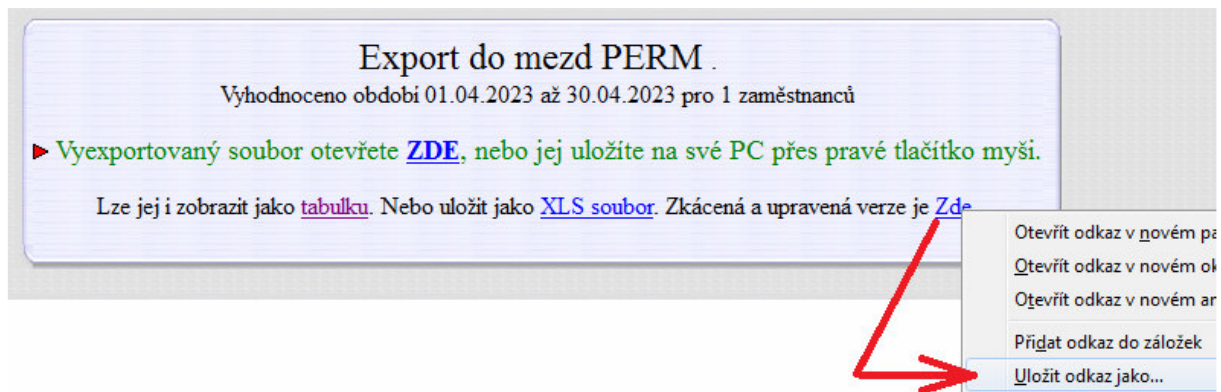 Export do mezd PERM .
Vyhodnoceno období 01.04.2023 až 30.04.2023 pro 1 zaměstnanců
Vyexportovaný soubor otevřete ZDE, nebo jej uložíte na své PC přes pravé tlačítko myši.
Lze jej i zobrazit jako tabulku. Nebo uložit jako XLS soubor. Zkácená a upravená verze je Zde
Otevřít odkaz v novém pa
Otevřít odkaz v novém ok
Otevřít odkaz v novém an
Přidat odkaz do záložek
Uložit odkaz jako...